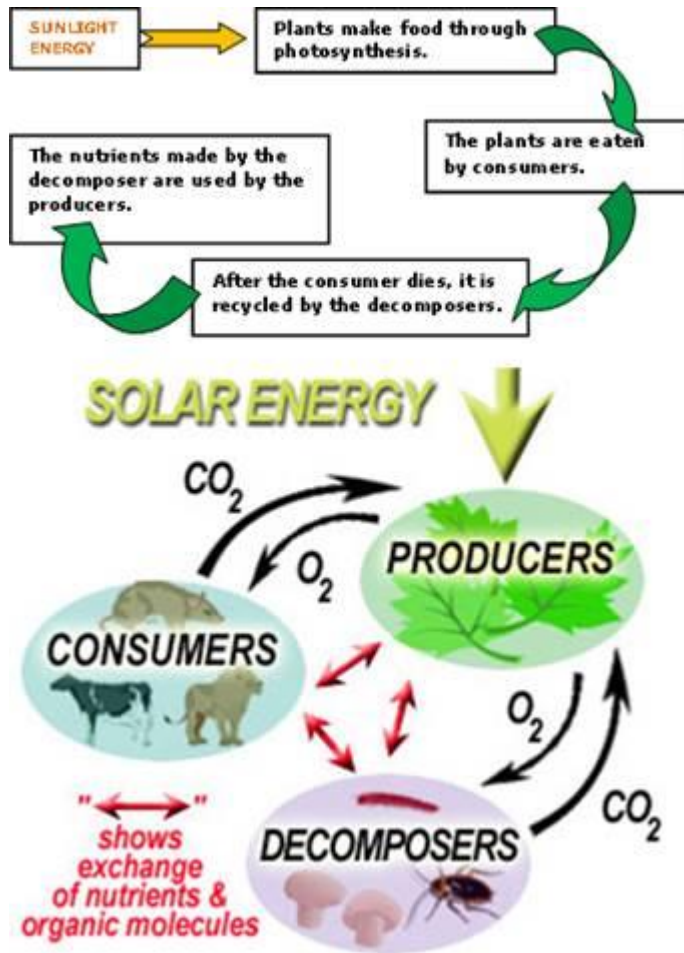 SUNLIGHT
ENERGY
Plants make food through
photosynthesis.
The plants are eaten
by consumers.
The nutrients made by the
decomposer are used by the
producers.
After the consumer dies, it is
recycled by the decomposers.
SOLAR ENERGY
CO2
O2
PRODUCERS
CONSUMERS
O2
CO2
DECOMPOSERS
" "
shows
exchange
of nutrients &
organic molecules